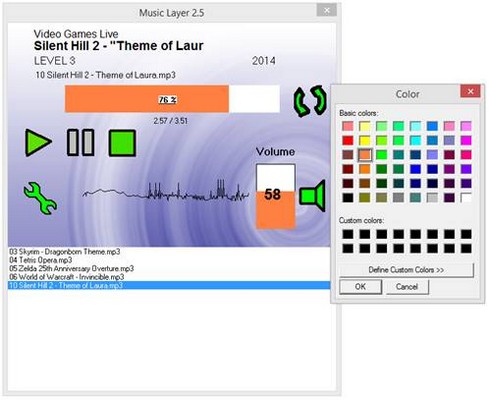 Music Layer 2.5
Video Games Live
Silent Hill 2 - "Theme of Laur
LEVEL 3 2014
10 Silent Hill 2 - Theme of Laura.mp3
76 %
2.57 / 3.51
Volume
58
03 Skyrim - Dragonborn Theme.mp3
04 Tetris Opera.mp3
05 Zelda 25th Anniversary Overture.mp3
06 World of Warcraft - Invincible.mp3
10 Silent Hill 2 - Theme of Laura.mp3
Color
Basic colors:
Custom colors:
Define Custom Colors >>
OK Cancel